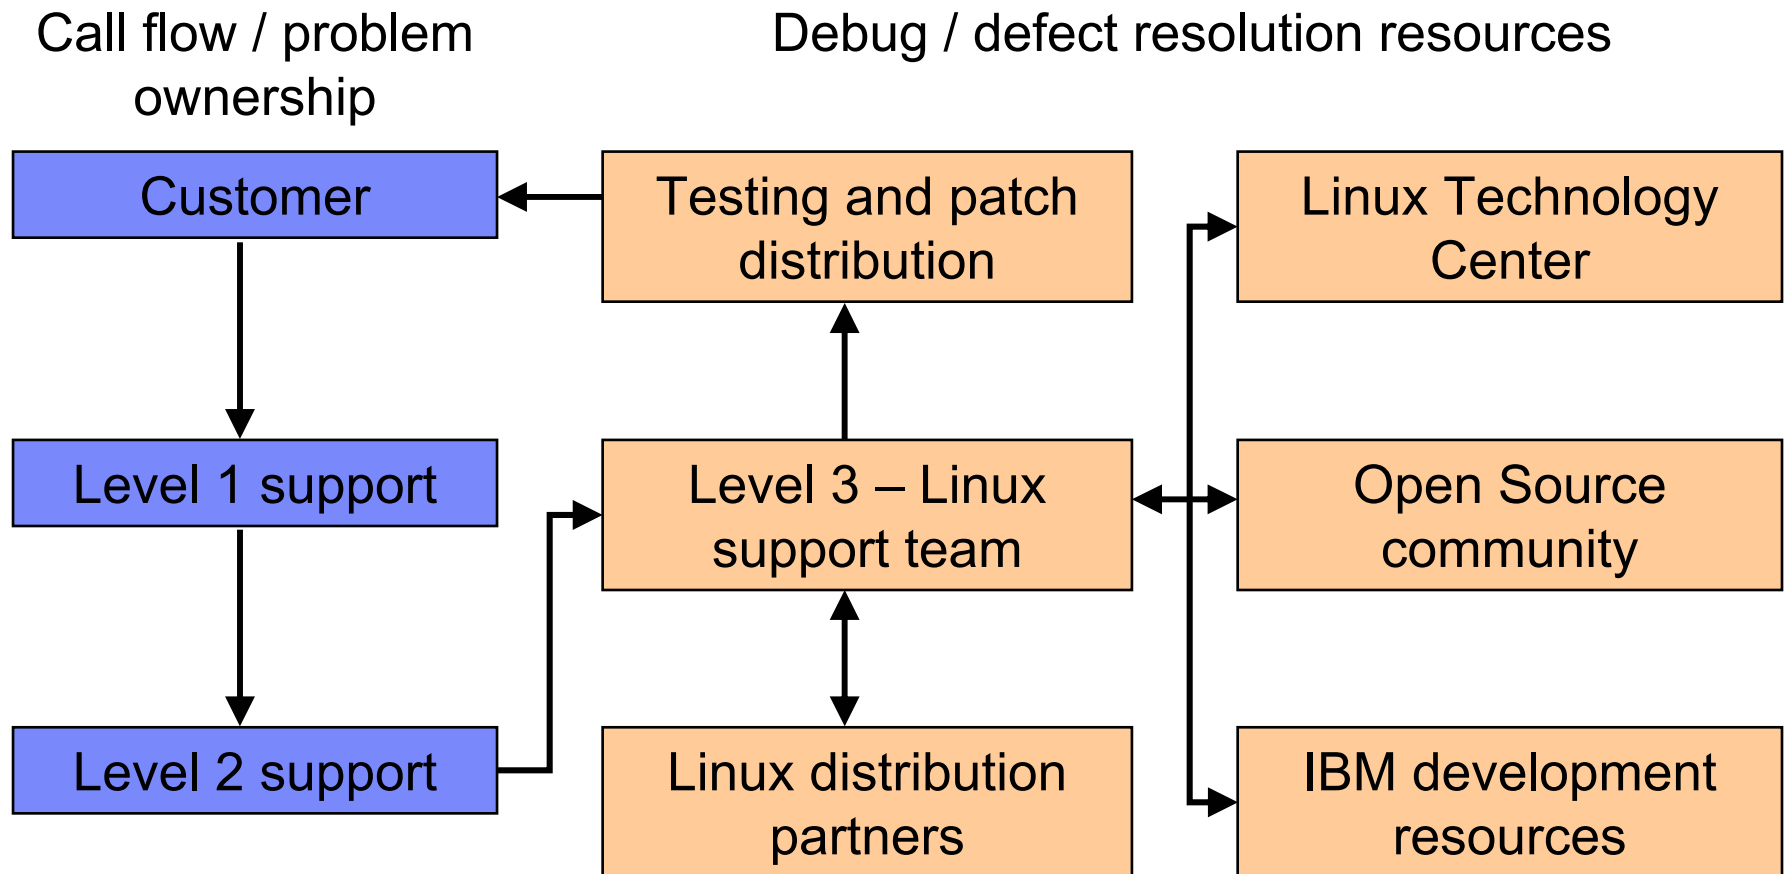 Call flow / problem
ownership
Debug / defect resolution resources
Customer
Testing and patch
distribution
Linux Technology
Center
Level 1 support
Level 3 – Linux
support team
Open Source
community
Level 2 support
Linux distribution
partners
IBM development
resources